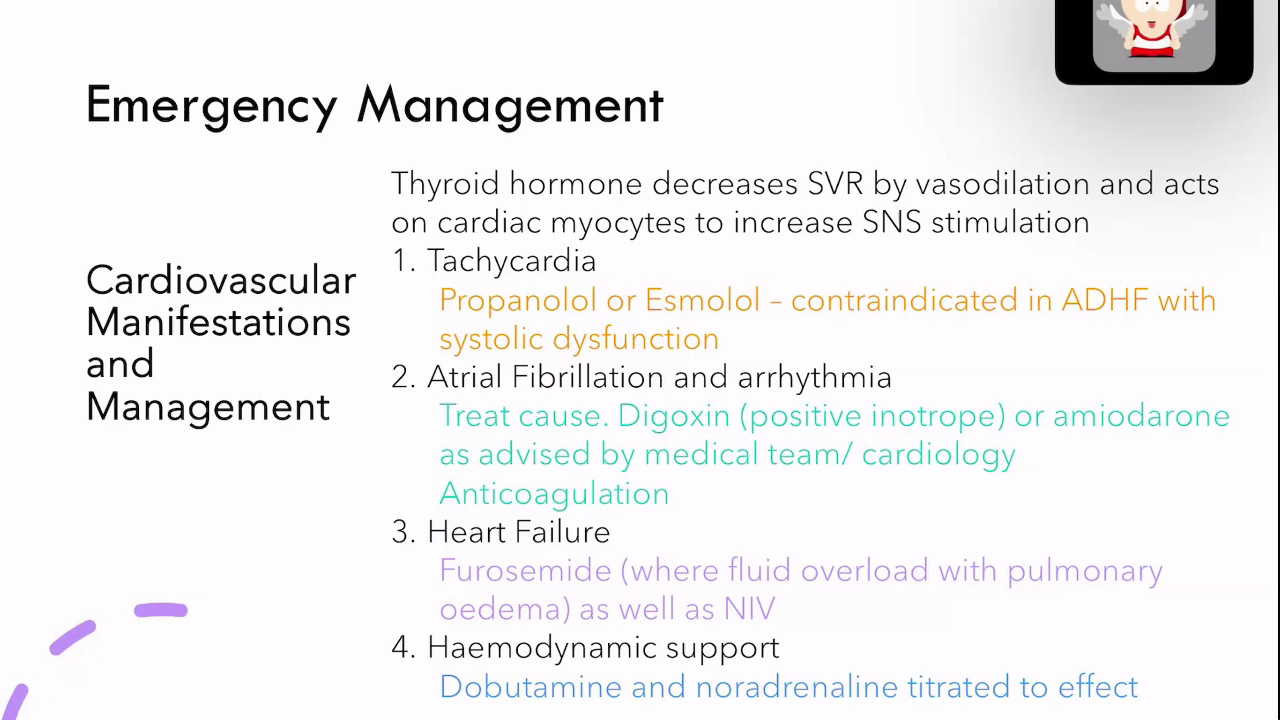 Emergency Management
Cardiovascular
Manifestations
and
Management
Thyroid hormone decreases SVR by vasodilation and acts
on cardiac myocytes to increase SNS stimulation
1. Tachycardia
Propanolol or Esmolol – contraindicated in ADHF with
systolic dysfunction
2. Atrial Fibrillation and arrhythmia
Treat cause. Digoxin (positive inotrope) or amiodarone
as advised by medical team/ cardiology
Anticoagulation
3. Heart Failure
Furosemide (where fluid overload with pulmonary
oedema) as well as NIV
4. Haemodynamic support
Dobutamine and noradrenaline titrated to effect